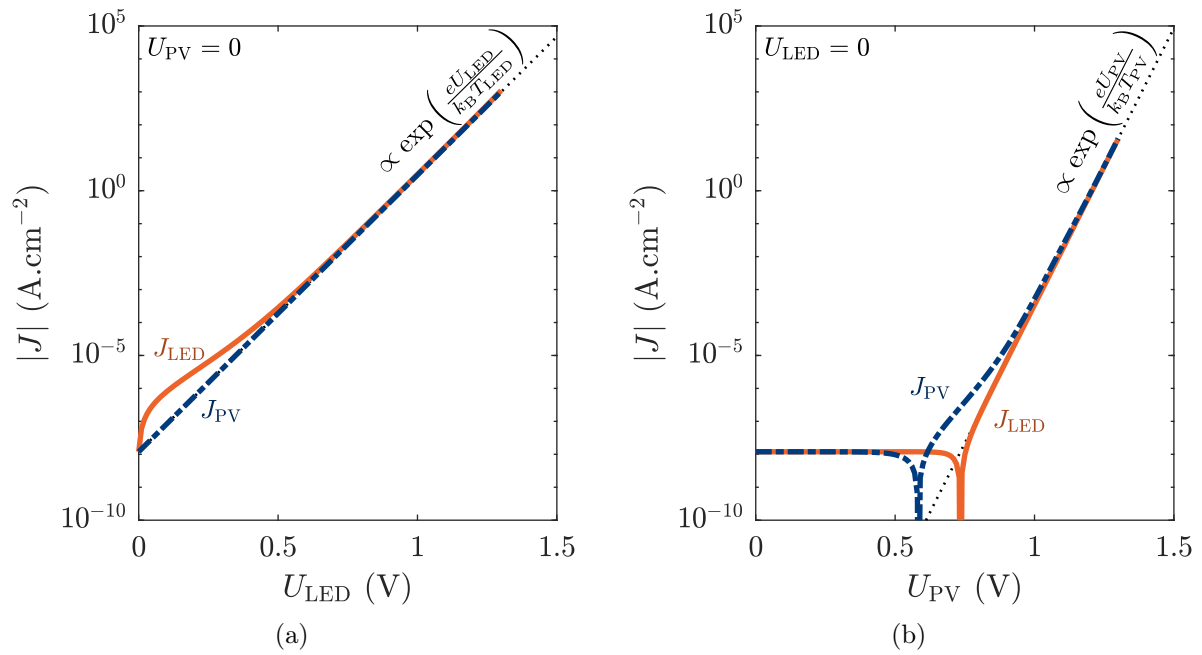 U_PV = 0
∝ exp(eU_LED / k_B T_LED)
J_LED
J_PV
10^5
10^0
10^−5
10^−10
|J| (A.cm^−2)
0
0.5
1
1.5
U_LED (V)
(a)
U_LED = 0
∝ exp(eU_PV / k_B T_PV)
J_PV
J_LED
10^5
10^0
10^−5
10^−10
|J| (A.cm^−2)
0
0.5
1
1.5
U_PV (V)
(b)